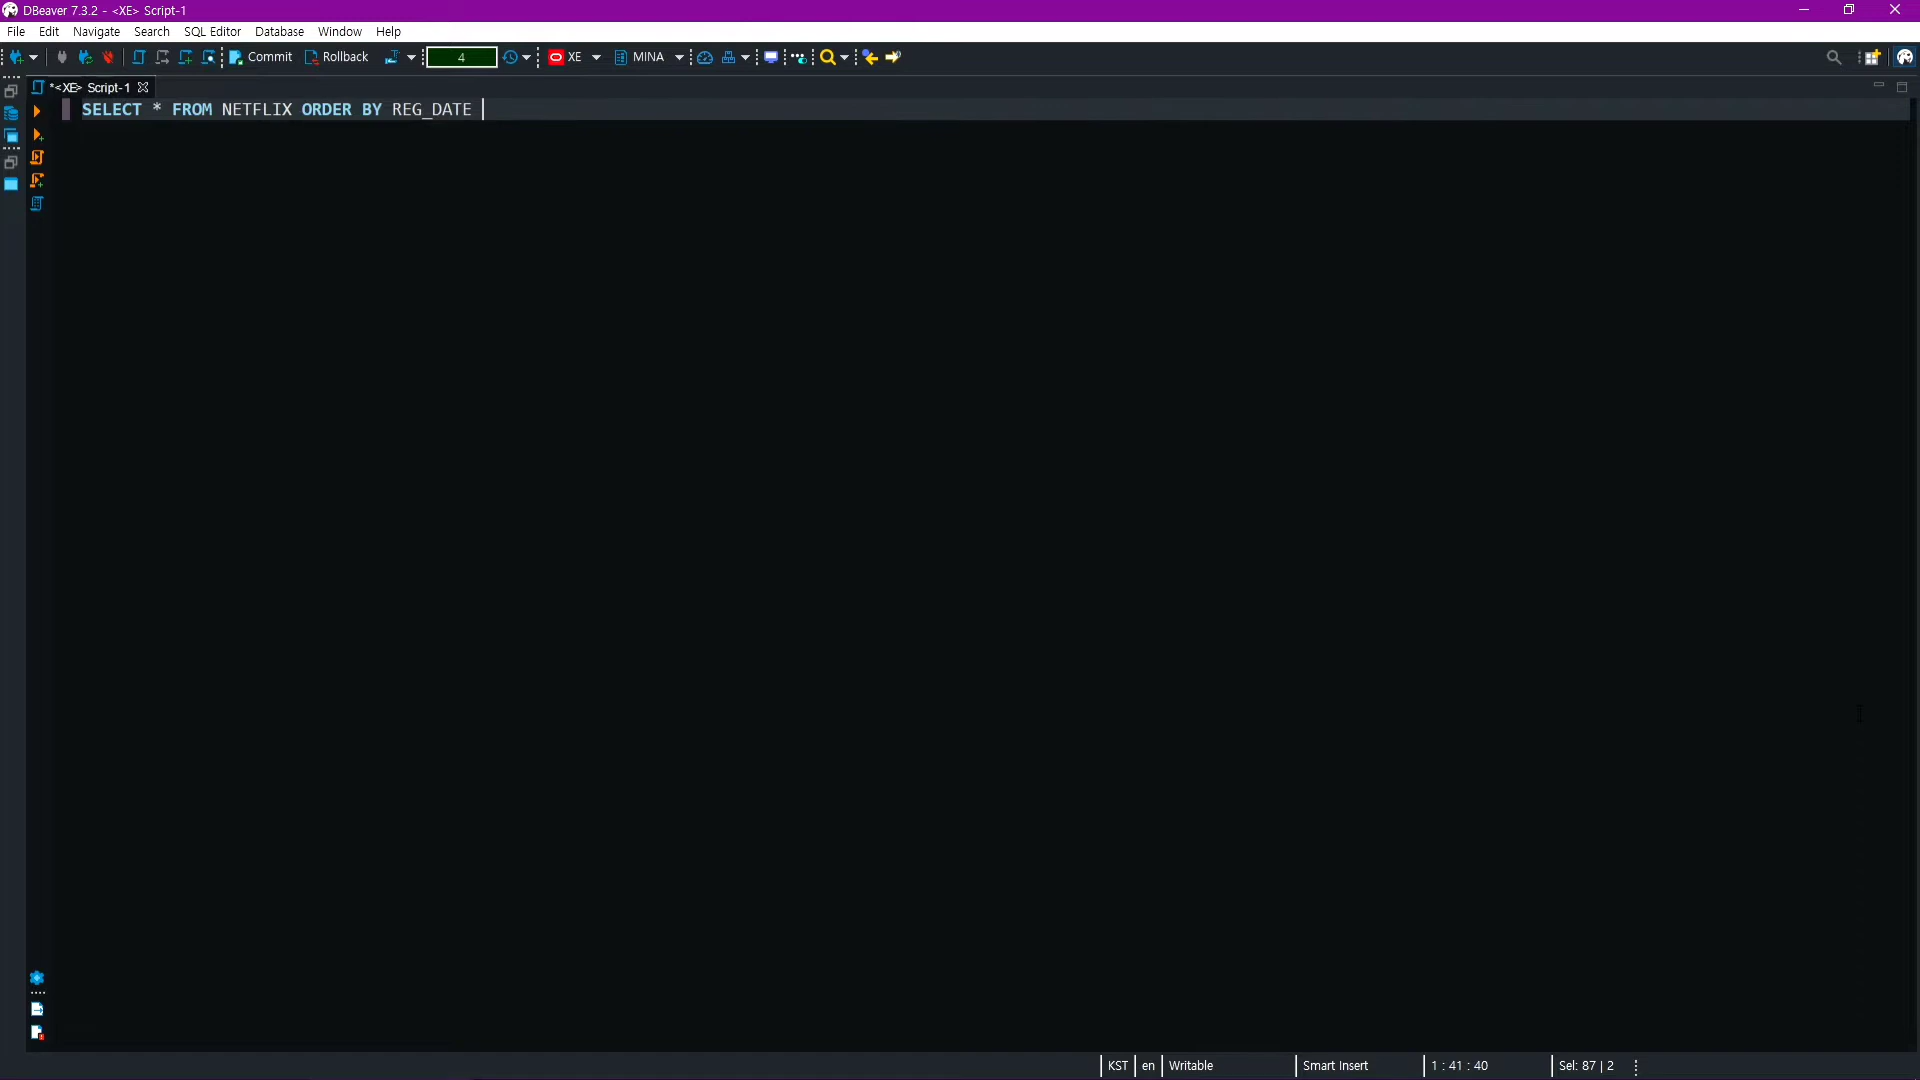 DBeaver 7.3.2 - <XE> Script-1
File Edit Navigate Search SQL Editor Database Window Help
Commit Rollback 4 XE MINA
*<XE> Script-1
SELECT * FROM NETFLIX ORDER BY REG_DATE
KST en Writable Smart Insert 1 : 41 : 40 Sel: 87 | 2